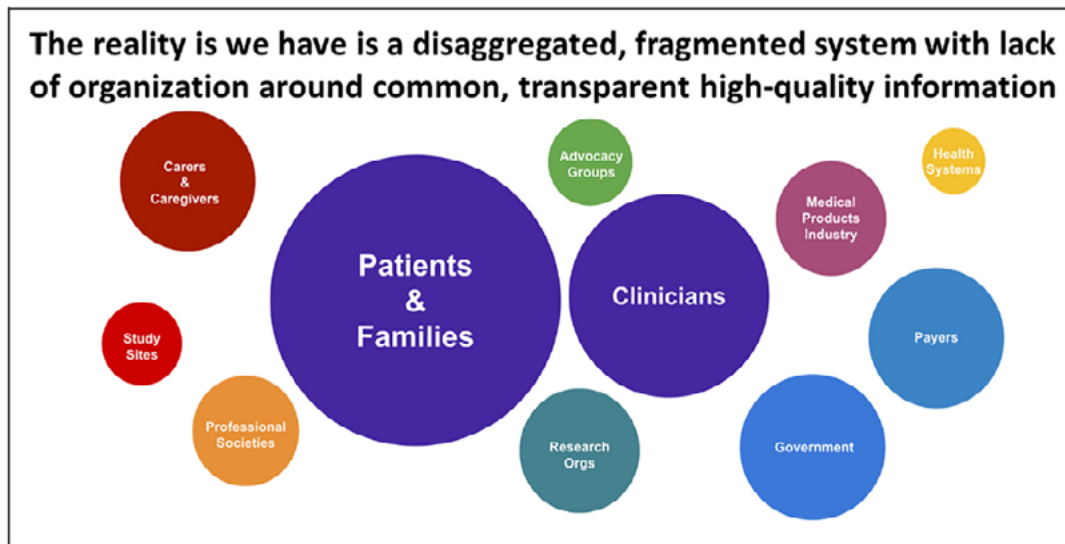 The reality is we have is a disaggregated, fragmented system with lack
of organization around common, transparent high-quality information
Carers
&
Caregivers
Patients
&
Families
Advocacy
Groups
Clinicians
Medical
Products
Industry
Health
Systems
Study
Sites
Professional
Societies
Research
Orgs
Government
Payers